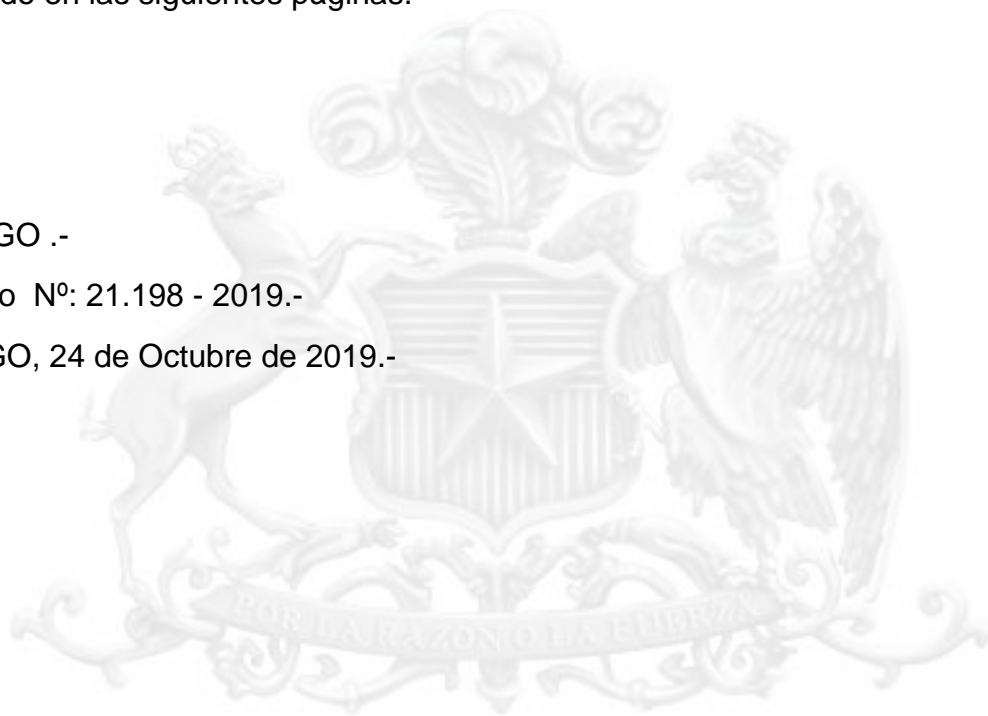 do en las siguientes páginas.
GO .-
o Nº: 21.198 - 2019.-
GO, 24 de Octubre de 2019.-
POR LA RAZON O LA FUERZA